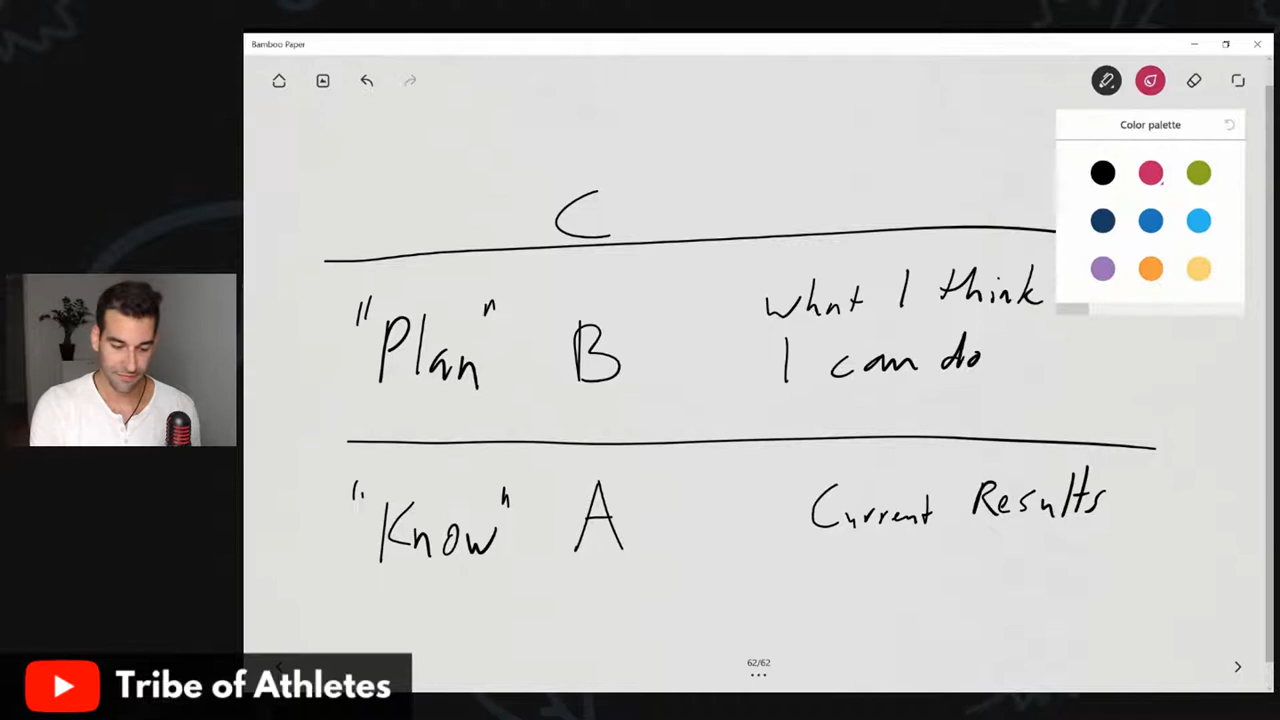 Bamboo Paper
Color palette
C
"Plan" B
What I think
I can do
"Know" A
Current Results
62/62
Tribe of Athletes